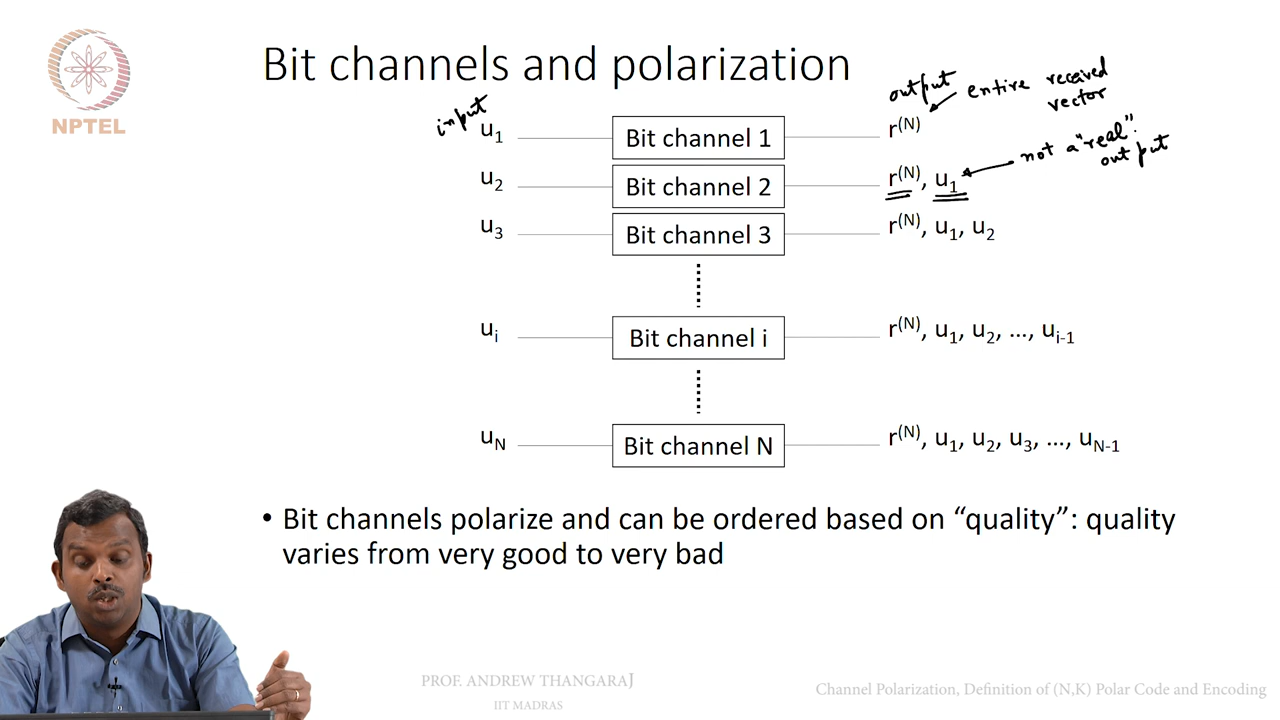 Bit channels and polarization
NPTEL
input
output
entire received
vector
u1
Bit channel 1
r(N)
not a "real"
output
u2
Bit channel 2
r(N), u1
u3
Bit channel 3
r(N), u1, u2
ui
Bit channel i
r(N), u1, u2, ..., ui-1
uN
Bit channel N
r(N), u1, u2, u3, ..., uN-1
• Bit channels polarize and can be ordered based on “quality”: quality
varies from very good to very bad
PROF. ANDREW THANGARAJ
IIT MADRAS
Channel Polarization, Definition of (N,K) Polar Code and Encoding